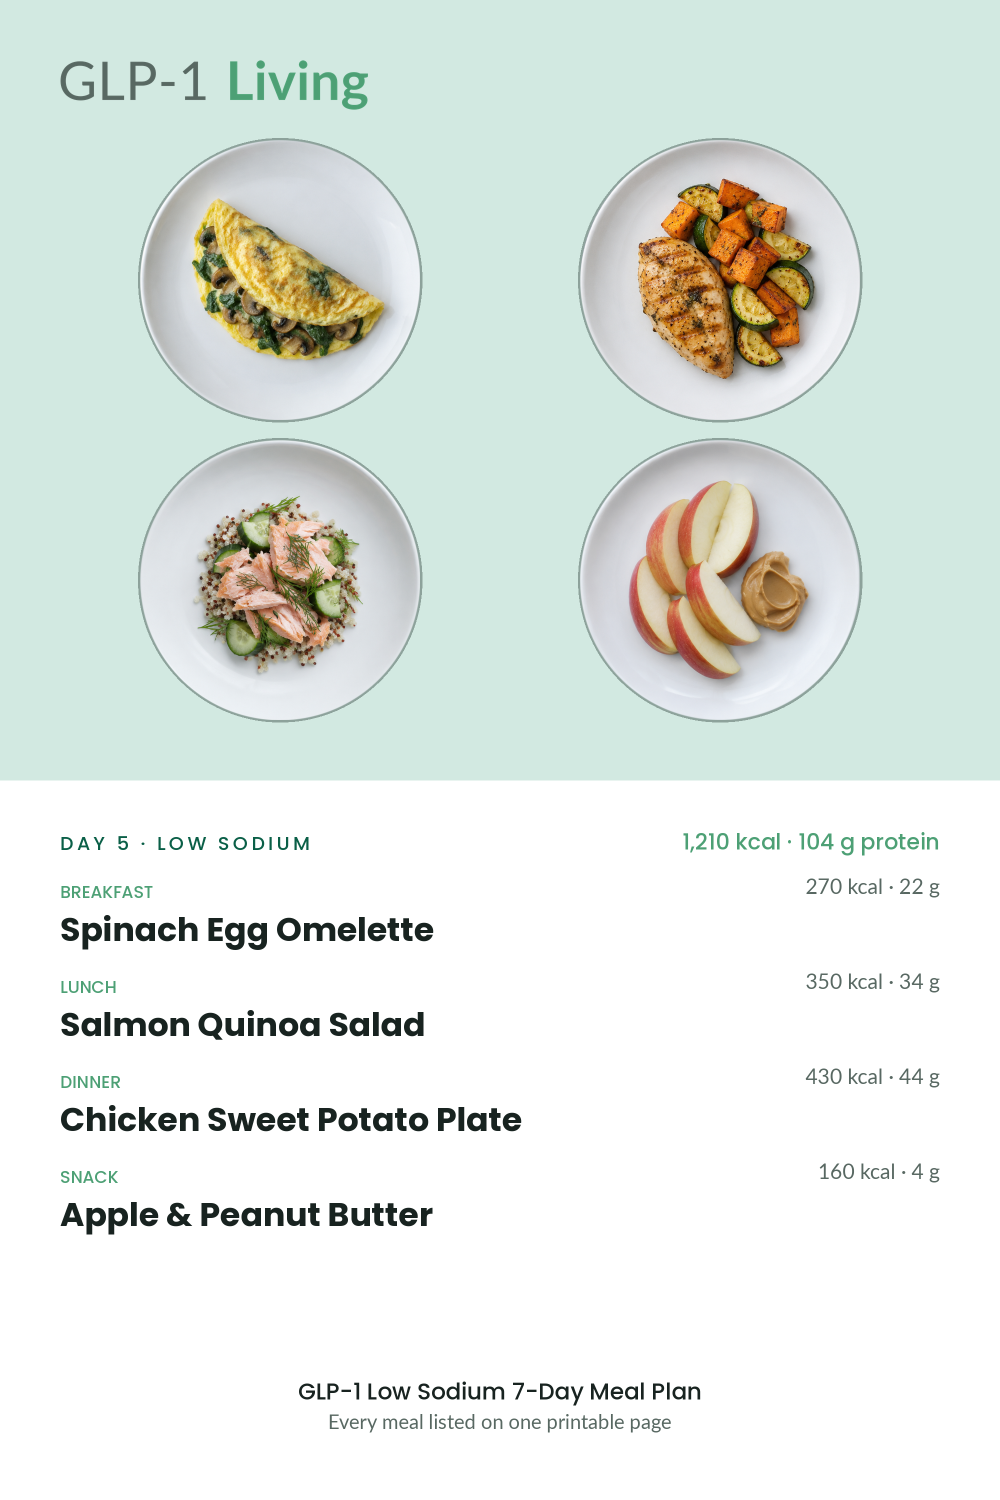 GLP-1 Living
DAY 5 · LOW SODIUM
1,210 kcal · 104 g protein
BREAKFAST
270 kcal · 22 g
Spinach Egg Omelette
LUNCH
350 kcal · 34 g
Salmon Quinoa Salad
DINNER
430 kcal · 44 g
Chicken Sweet Potato Plate
SNACK
160 kcal · 4 g
Apple & Peanut Butter
GLP-1 Low Sodium 7-Day Meal Plan
Every meal listed on one printable page